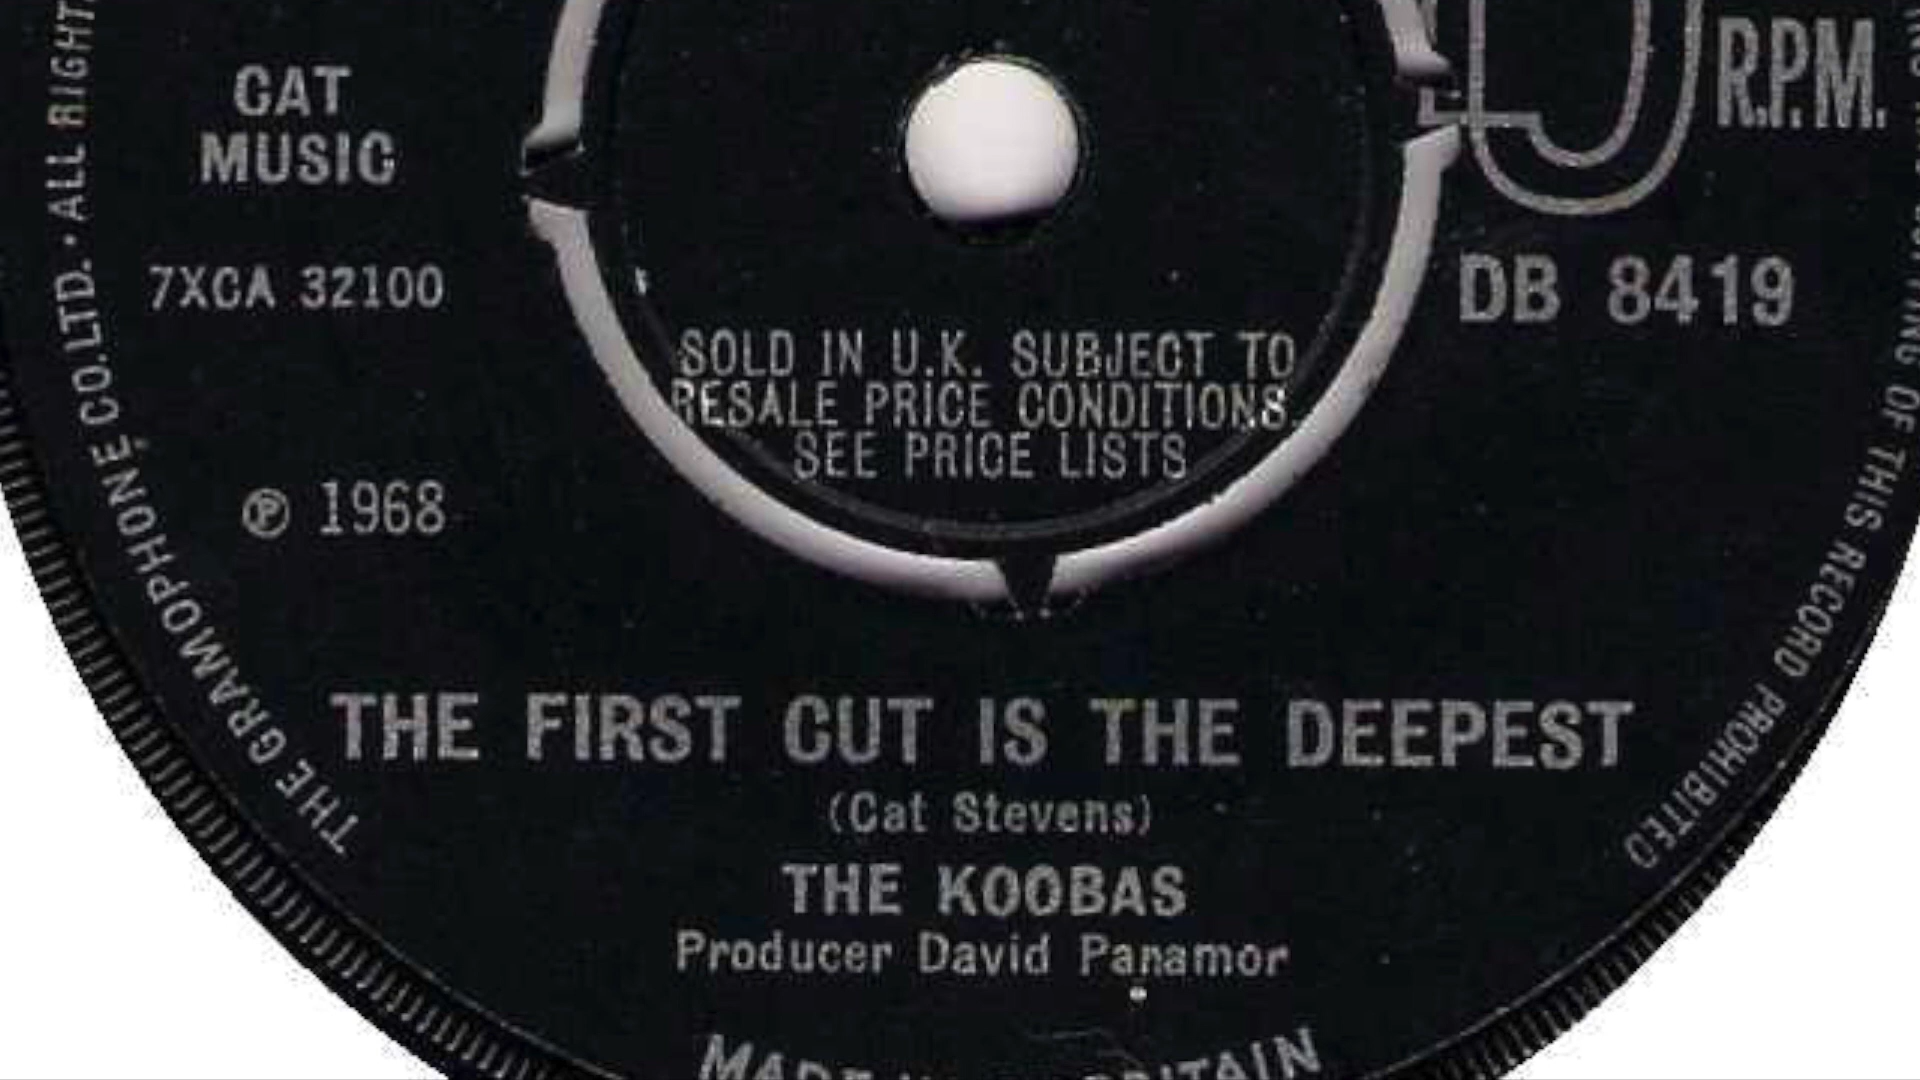 CAT
MUSIC
7XCA 32100
℗ 1968
R.P.M.
DB 8419
SOLD IN U.K. SUBJECT TO
RESALE PRICE CONDITIONS.
SEE PRICE LISTS
THE FIRST CUT IS THE DEEPEST
(Cat Stevens)
THE KOOBAS
Producer David Panamor
THE GRAMOPHONE CO.LTD. · ALL RIGHT
OF THIS RECORD PROHIBITED
MADE
BRITAIN